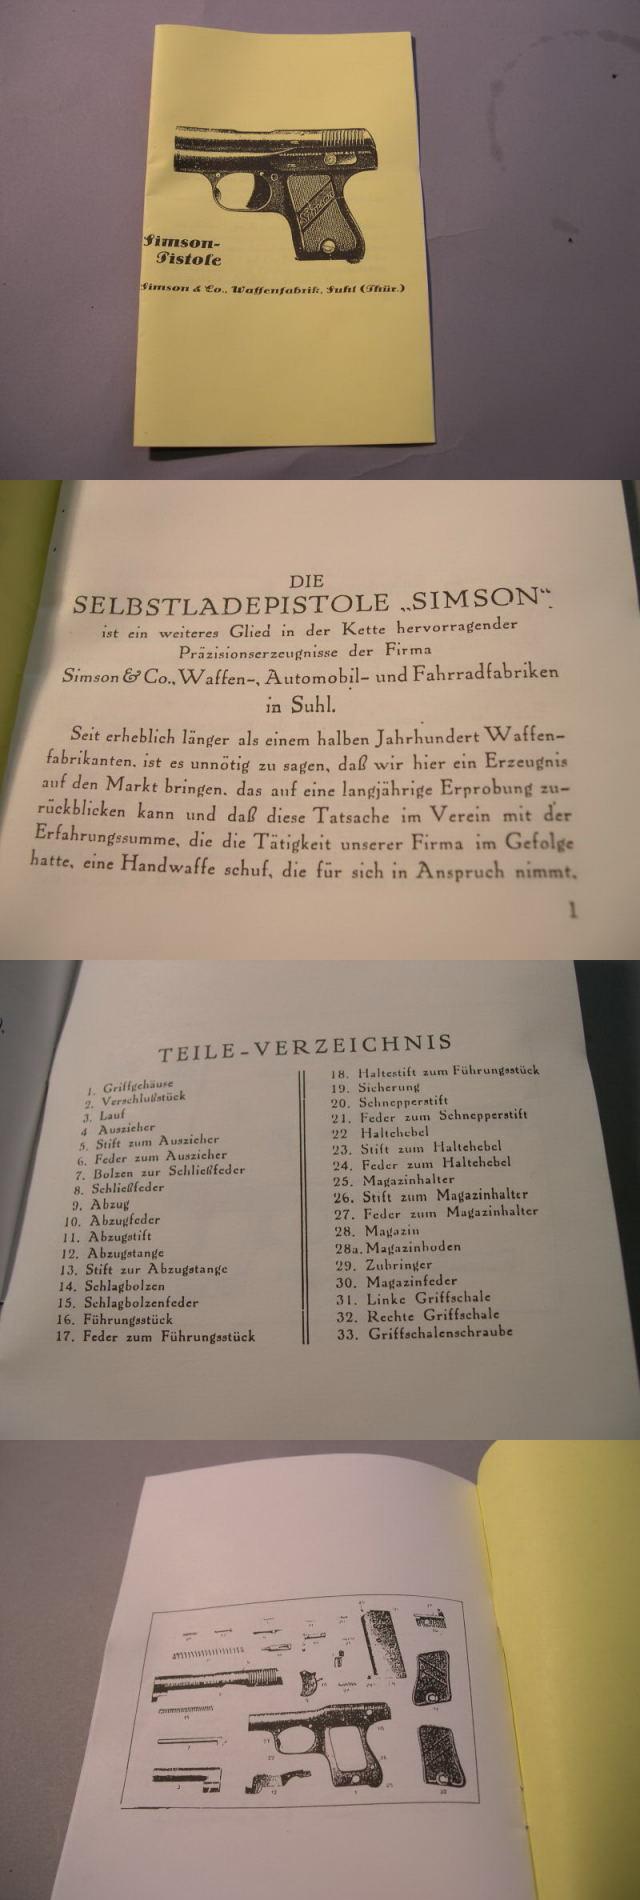 Simson-
Pistole
Simson & Co., Waffenfabrik, Suhl (Thür.)
DIE
SELBSTLADEPISTOLE „SIMSON“
ist ein weiteres Glied in der Kette hervorragender
Präzisionserzeugnisse der Firma
Simson & Co., Waffen-, Automobil- und Fahrradfabriken
in Suhl.
Seit erheblich länger als einem halben Jahrhundert Waffen-
fabrikanten, ist es unnötig zu sagen, daß wir hier ein Erzeugnis
auf den Markt bringen, das auf eine langjährige Erprobung zu-
rückblicken kann und daß diese Tatsache im Verein mit der
Erfahrungssumme, die die Tätigkeit unserer Firma im Gefolge
hatte, eine Handwaffe schuf, die für sich in Anspruch nimmt,
1
TEILE-VERZEICHNIS
1. Griffgehäuse
2. Verschlußstück
3. Lauf
4 Auszieher
5. Stift zum Auszieher
6. Feder zum Auszieher
7. Bolzen zur Schließfeder
8. Schließfeder
9. Abzug
10. Abzugfeder
11. Abzugstift
12. Abzugstange
13. Stift zur Abzugstange
14. Schlagbolzen
15. Schlagbolzenfeder
16. Führungsstück
17. Feder zum Führungsstück
18. Haltestift zum Führungsstück
19. Sicherung
20. Schnepperstift
21. Feder zum Schnepperstift
22 Haltehebel
23. Stift zum Haltehebel
24. Feder zum Haltehebel
25. Magazinhalter
26. Stift zum Magazinhalter
27. Feder zum Magazinhalter
28. Magazin
28a. Magazinboden
29. Zubringer
30. Magazinfeder
31. Linke Griffschale
32. Rechte Griffschale
33. Griffschalenschraube